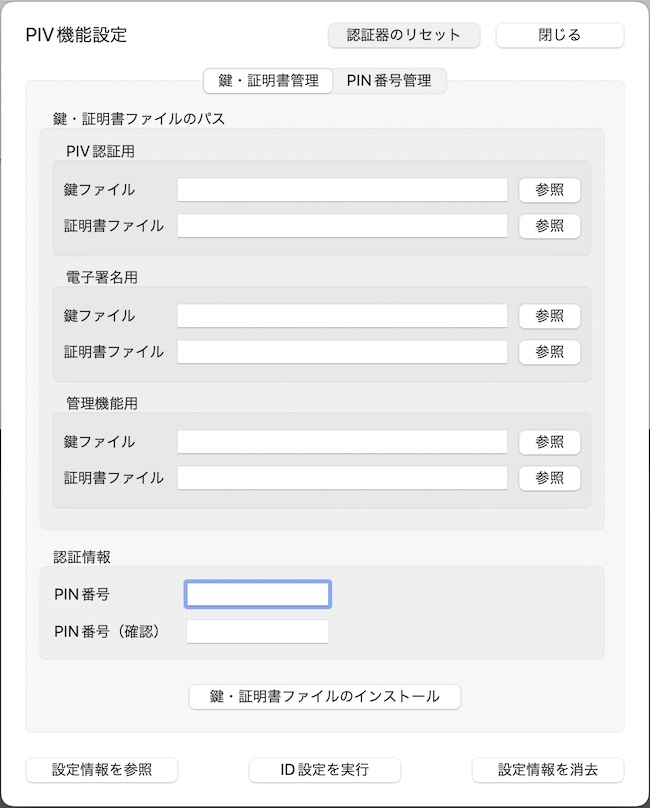 PIV機能設定
認証器のリセット
閉じる
鍵・証明書管理
PIN番号管理
鍵・証明書ファイルのパス
PIV認証用
鍵ファイル
参照
証明書ファイル
参照
電子署名用
鍵ファイル
参照
証明書ファイル
参照
管理機能用
鍵ファイル
参照
証明書ファイル
参照
認証情報
PIN番号
PIN番号（確認）
鍵・証明書ファイルのインストール
設定情報を参照
ID設定を実行
設定情報を消去